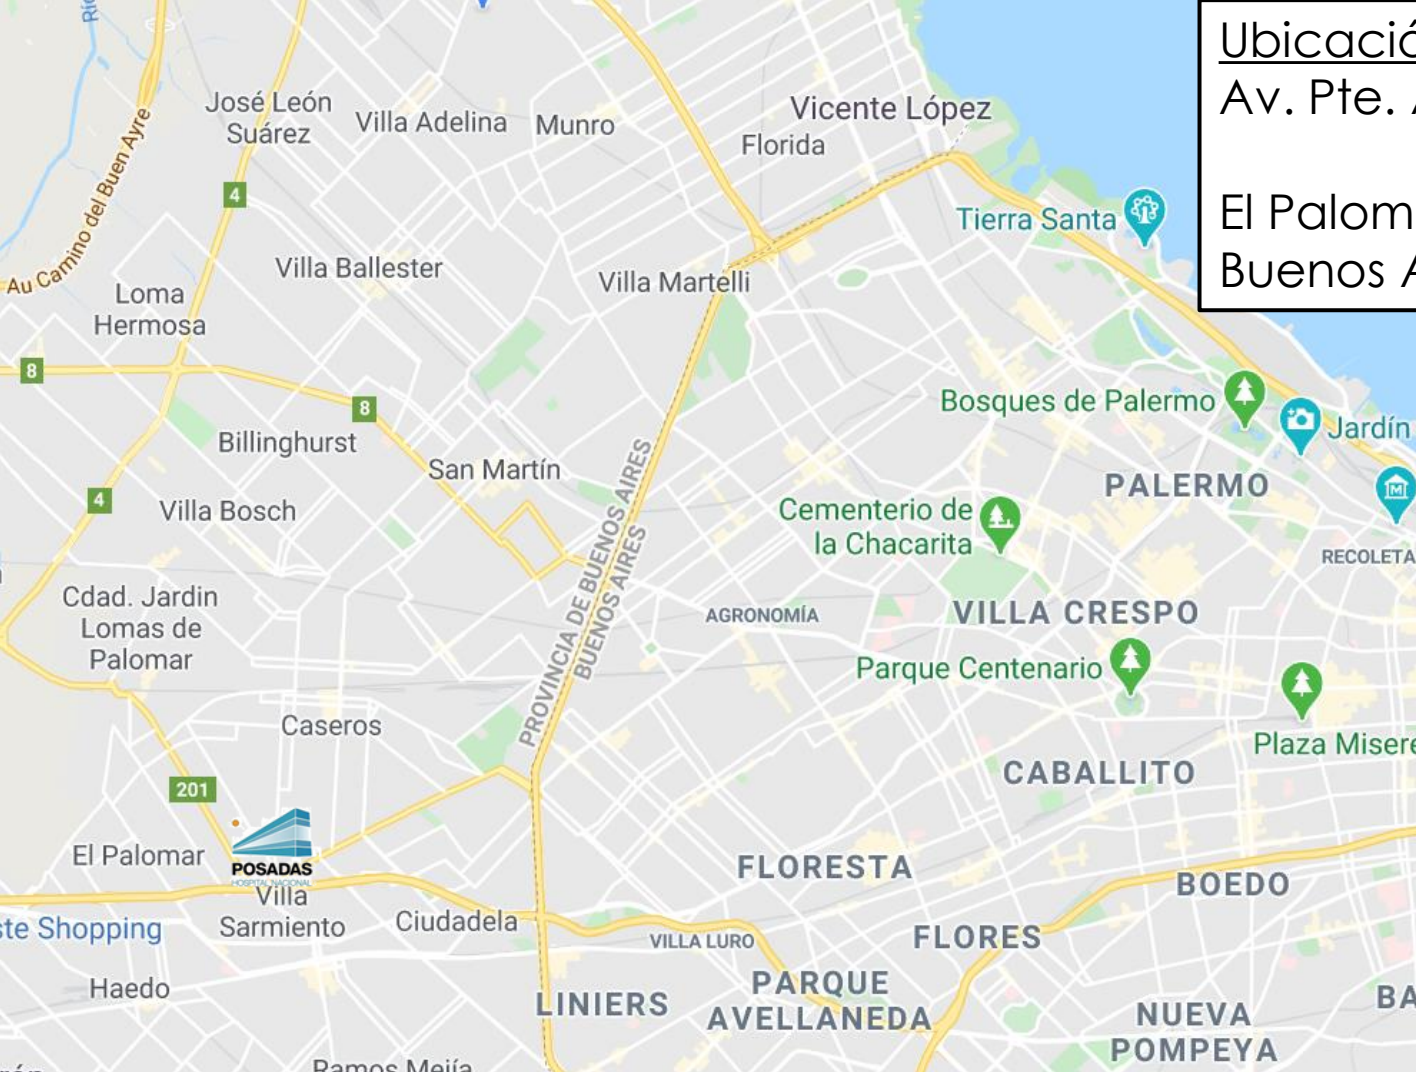 Ubicació
Av. Pte. A
El Palom
Buenos A
José León
Suárez
Villa Adelina
Munro
Vicente López
Florida
Au Camino del Buen Ayre
4
Tierra Santa
Villa Ballester
Villa Martelli
Loma
Hermosa
8
8
Bosques de Palermo
Jardín
Billinghurst
San Martín
PALERMO
4
Villa Bosch
Cementerio de
la Chacarita
M
RECOLETA
PROVINCIA DE BUENOS AIRES
BUENOS AIRES
Cdad. Jardin
Lomas de
Palomar
AGRONOMÍA
VILLA CRESPO
Parque Centenario
Caseros
Plaza Misere
CABALLITO
201
El Palomar
POSADAS
HOSPITAL NACIONAL
Villa
Sarmiento
FLORESTA
BOEDO
ste Shopping
Ciudadela
VILLA LURO
FLORES
Haedo
LINIERS
PARQUE
AVELLANEDA
NUEVA
POMPEYA
BA
Ramos Mejía